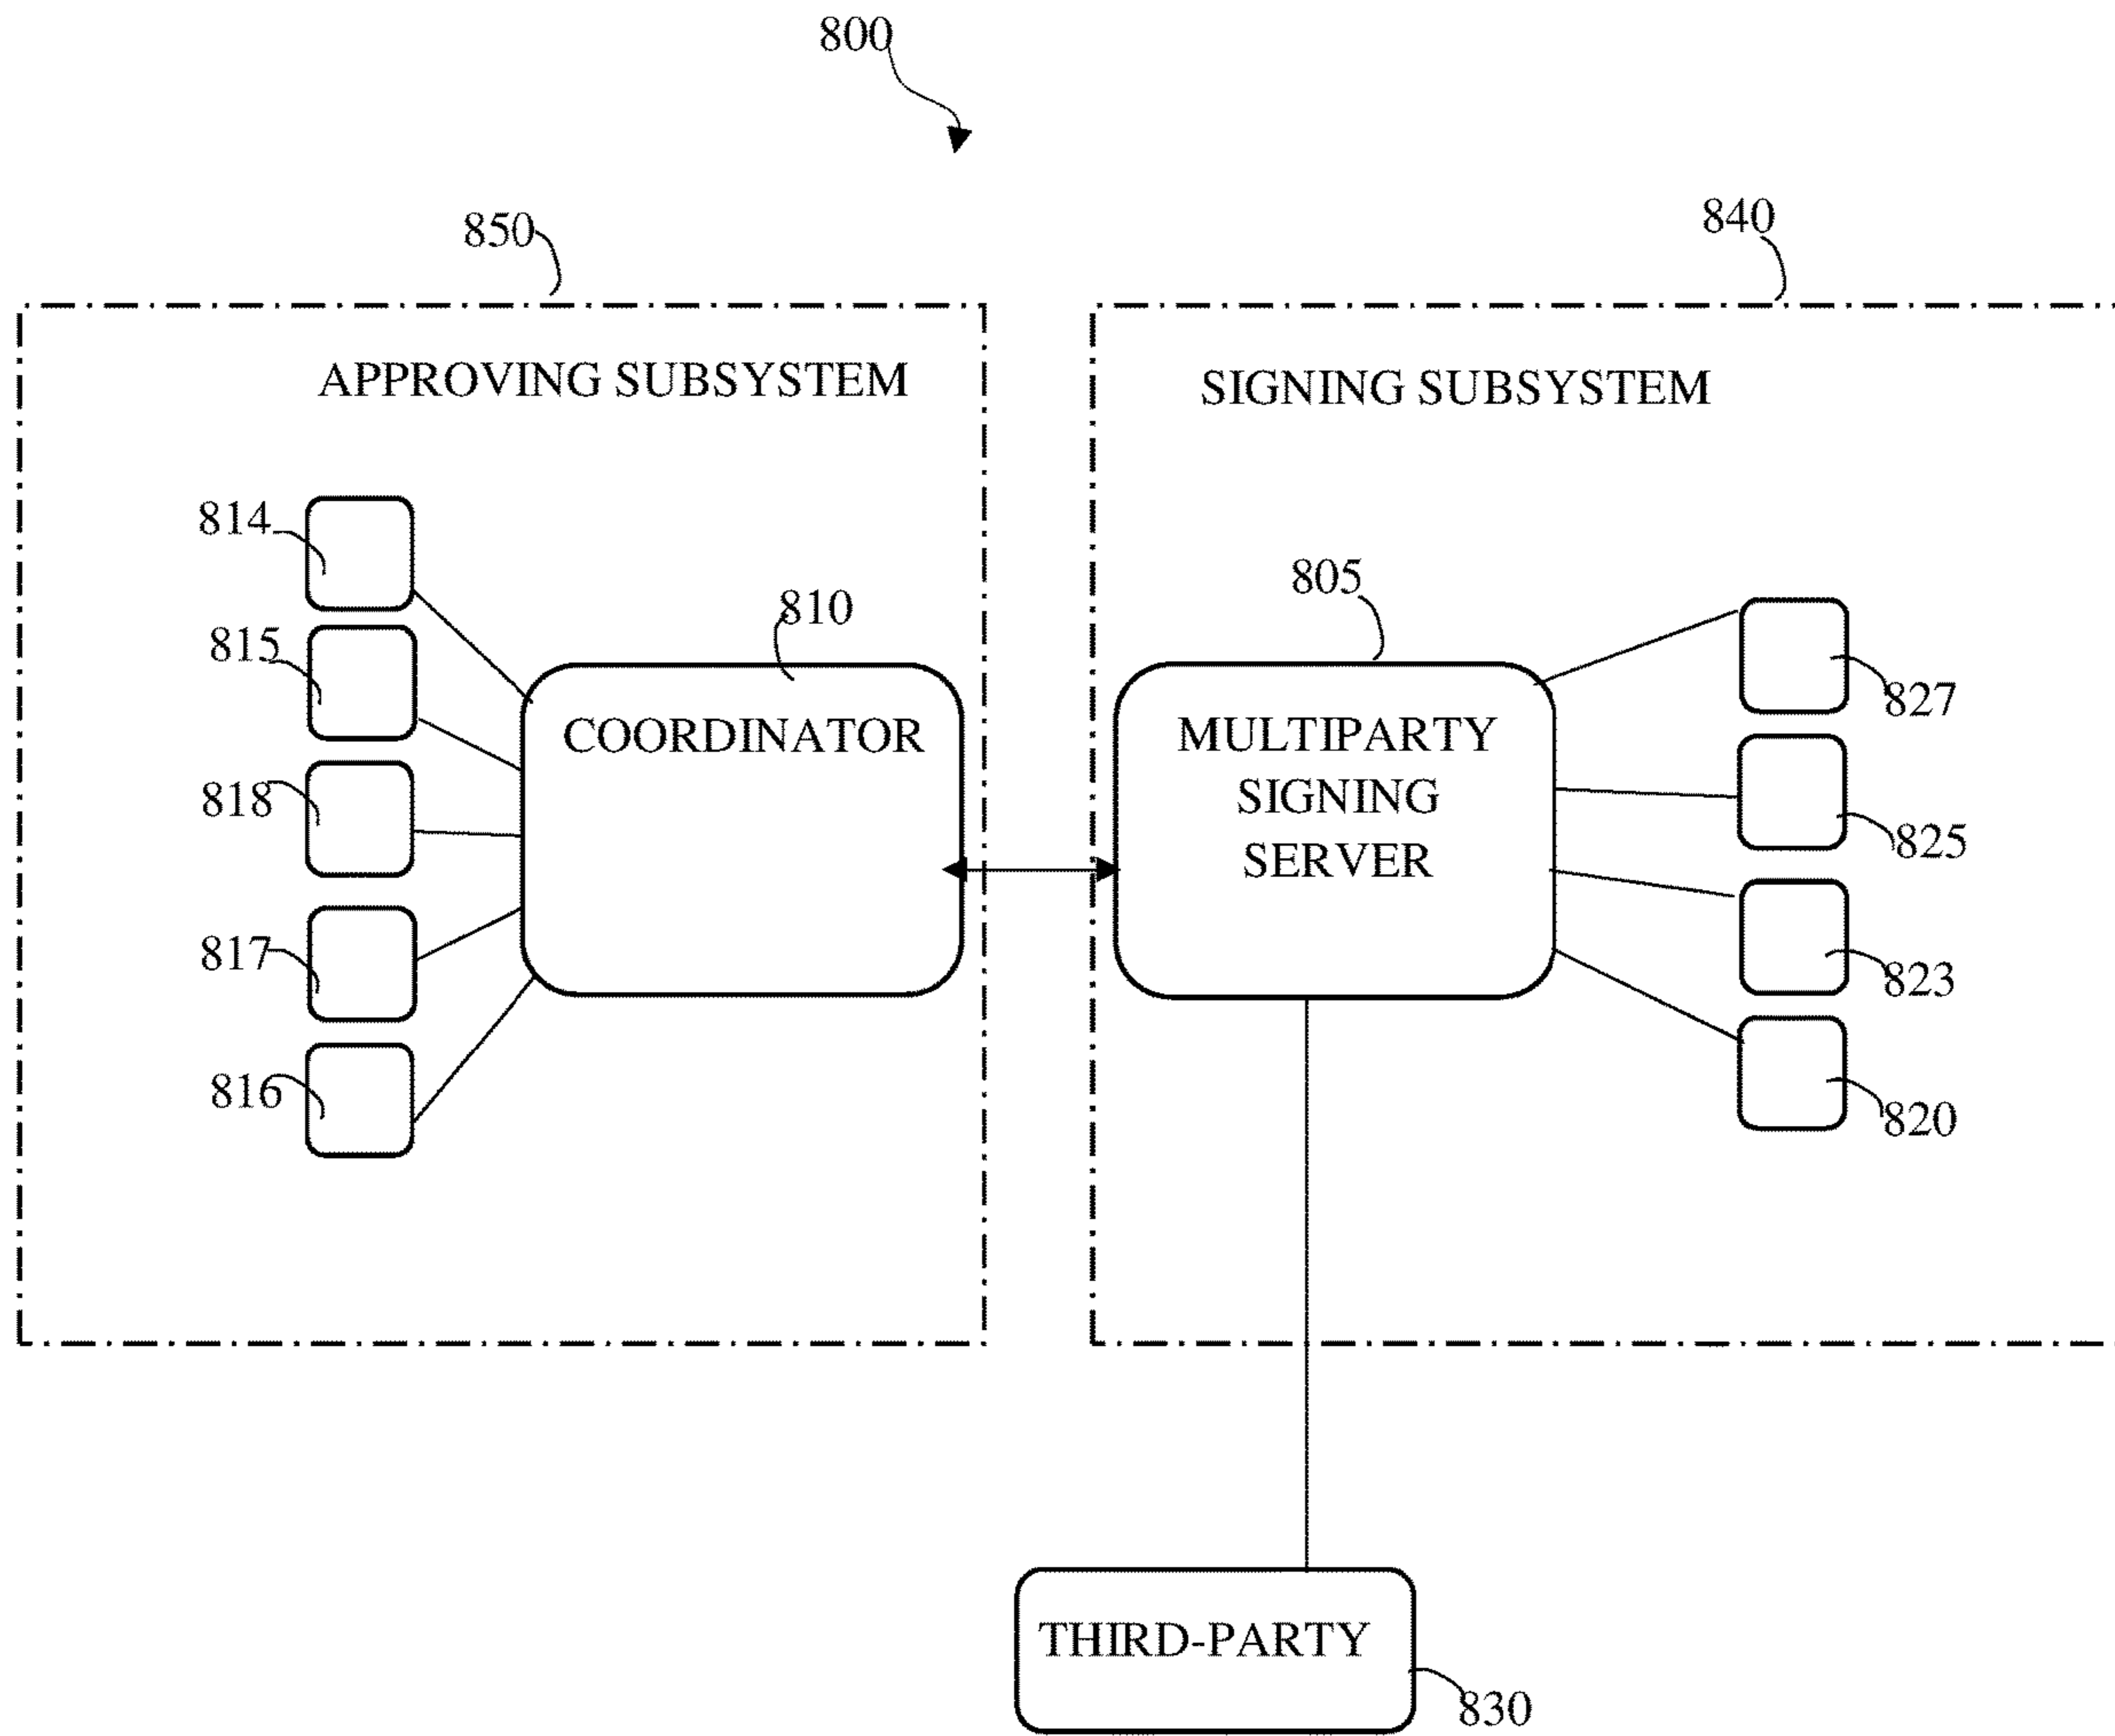 800
850
840
APPROVING SUBSYSTEM
SIGNING SUBSYSTEM
814
815
818
817
816
810
COORDINATOR
805
MULTIPARTY
SIGNING
SERVER
827
825
823
820
THIRD-PARTY
830